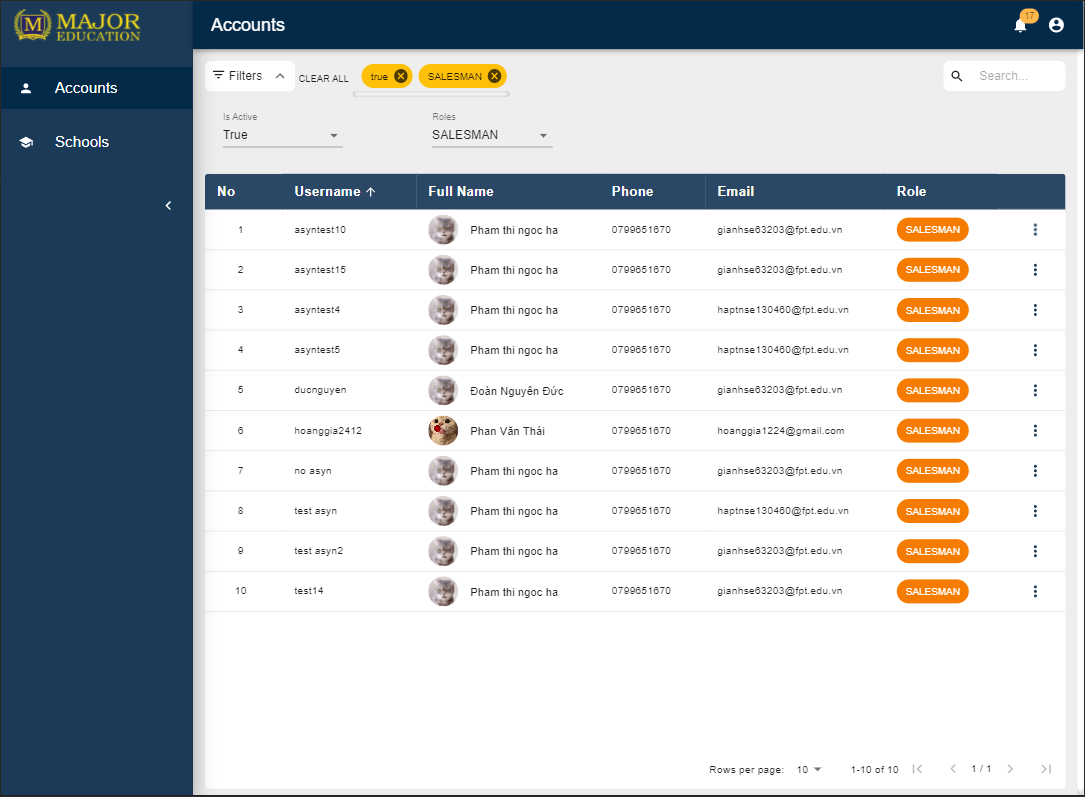 MAJOR
EDUCATION
Accounts
17
Accounts
Schools
Filters
CLEAR ALL
true
SALESMAN
Search...
Is Active
True
Roles
SALESMAN
No Username Full Name Phone Email Role
1 asyntest10 Pham thi ngoc ha 0799651670 gianhse63203@fpt.edu.vn SALESMAN
2 asyntest15 Pham thi ngoc ha 0799651670 gianhse63203@fpt.edu.vn SALESMAN
3 asyntest4 Pham thi ngoc ha 0799651670 haptnse130460@fpt.edu.vn SALESMAN
4 asyntest5 Pham thi ngoc ha 0799651670 haptnse130460@fpt.edu.vn SALESMAN
5 ducnguyen Đoàn Nguyên Đức 0799651670 gianhse63203@fpt.edu.vn SALESMAN
6 hoanggia2412 Phan Văn Thái 0799651670 hoanggia1224@gmail.com SALESMAN
7 no asyn Pham thi ngoc ha 0799651670 gianhse63203@fpt.edu.vn SALESMAN
8 test asyn Pham thi ngoc ha 0799651670 haptnse130460@fpt.edu.vn SALESMAN
9 test asyn2 Pham thi ngoc ha 0799651670 gianhse63203@fpt.edu.vn SALESMAN
10 test14 Pham thi ngoc ha 0799651670 gianhse63203@fpt.edu.vn SALESMAN
Rows per page: 10 1-10 of 10 1 / 1